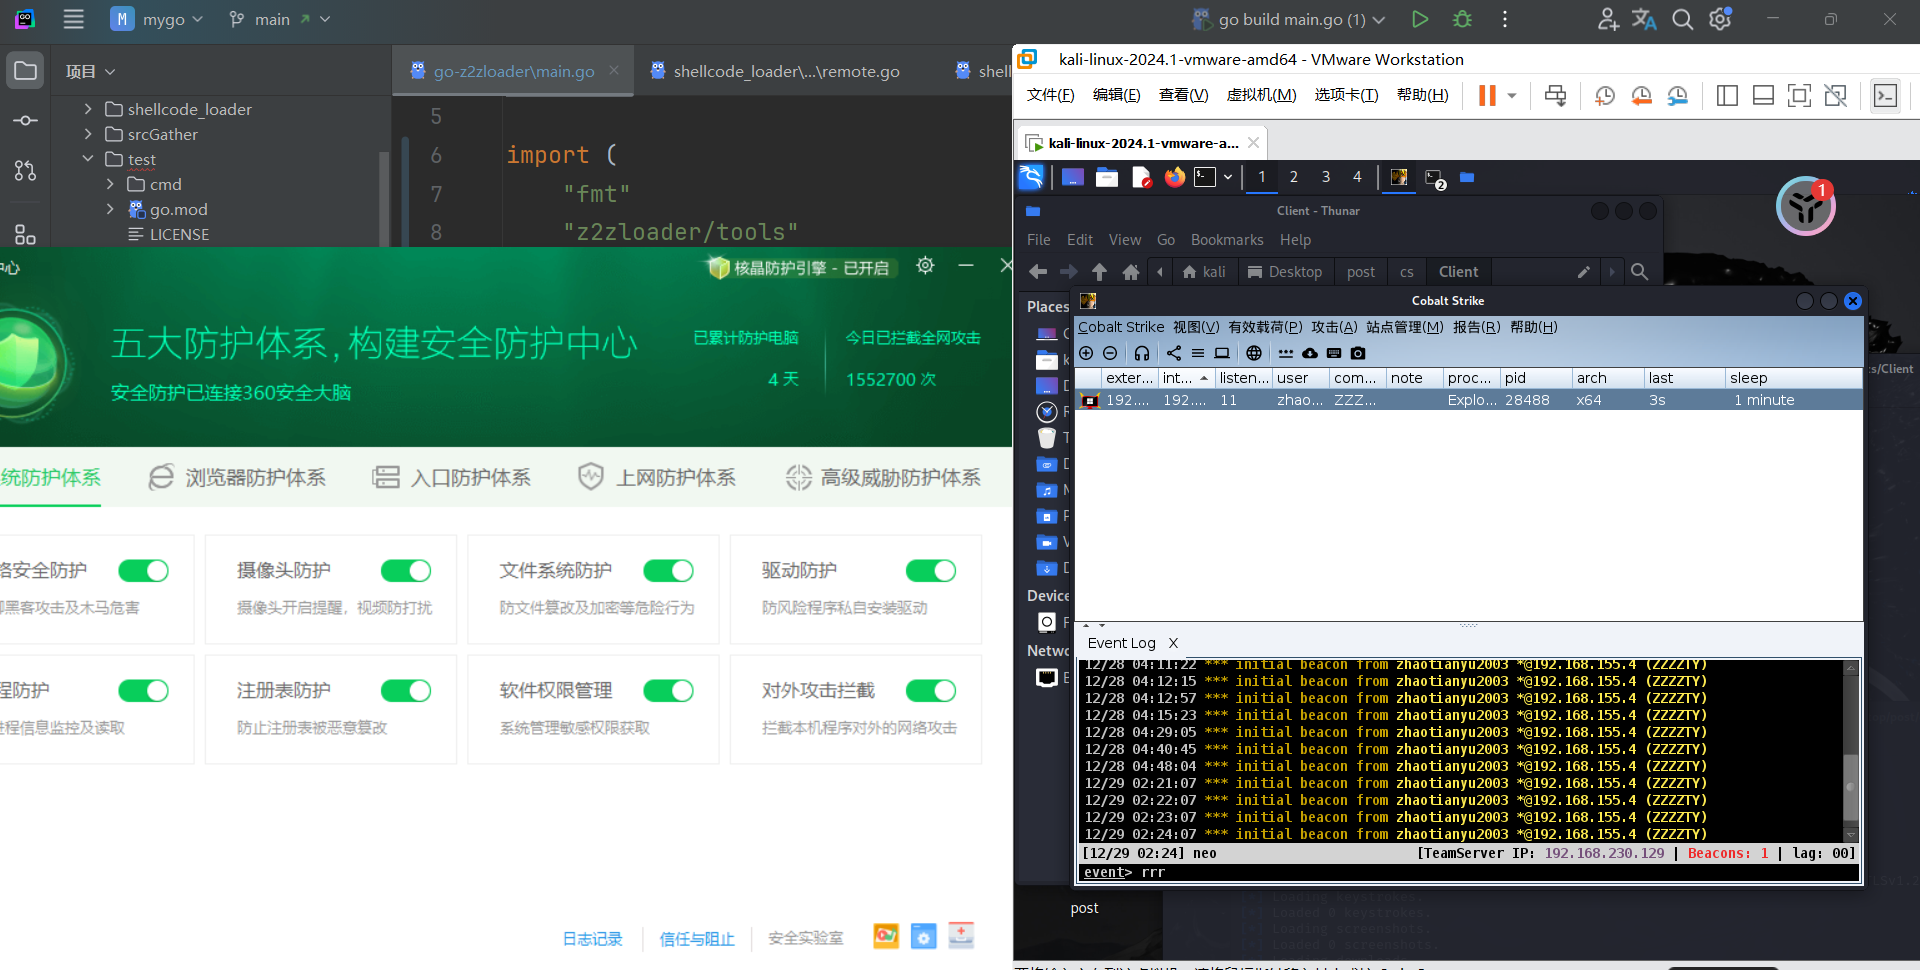 M mygo main go build main.go (1)
项目
go-z2zloader\main.go
shellcode_loader\...\remote.go
shell
shellcode_loader
srcGather
test
cmd
go.mod
LICENSE
5
6 import (
7 "fmt"
8 "z2zloader/tools"
kali-linux-2024.1-vmware-amd64 - VMware Workstation
文件(F) 编辑(E) 查看(V) 虚拟机(M) 选项卡(T) 帮助(H)
kali-linux-2024.1-vmware-a...
1 2 3 4
2
1
Client - Thunar
File Edit View Go Bookmarks Help
kali Desktop post cs Client
Places
Device
Netwo
cs/Client
Cobalt Strike
Cobalt Strike 视图(V) 有效载荷(P) 攻击(A) 站点管理(M) 报告(R) 帮助(H)
exter... int... listen... user com... note proc... pid arch last sleep
192.... 192.... 11 zhao... ZZZ... Explo... 28488 x64 3s 1 minute
Event Log X
12/28 04:11:22 *** initial beacon from zhaotianyu2003 *@192.168.155.4 (ZZZZTY)
12/28 04:12:15 *** initial beacon from zhaotianyu2003 *@192.168.155.4 (ZZZZTY)
12/28 04:12:57 *** initial beacon from zhaotianyu2003 *@192.168.155.4 (ZZZZTY)
12/28 04:15:23 *** initial beacon from zhaotianyu2003 *@192.168.155.4 (ZZZZTY)
12/28 04:29:05 *** initial beacon from zhaotianyu2003 *@192.168.155.4 (ZZZZTY)
12/28 04:40:45 *** initial beacon from zhaotianyu2003 *@192.168.155.4 (ZZZZTY)
12/28 04:48:04 *** initial beacon from zhaotianyu2003 *@192.168.155.4 (ZZZZTY)
12/29 02:21:07 *** initial beacon from zhaotianyu2003 *@192.168.155.4 (ZZZZTY)
12/29 02:22:07 *** initial beacon from zhaotianyu2003 *@192.168.155.4 (ZZZZTY)
12/29 02:23:07 *** initial beacon from zhaotianyu2003 *@192.168.155.4 (ZZZZTY)
12/29 02:24:07 *** initial beacon from zhaotianyu2003 *@192.168.155.4 (ZZZZTY)
[12/29 02:24] neo [TeamServer IP: 192.168.230.129 | Beacons: 1 | lag: 00]
event> rrr
post
Loading keystrokes.
Loaded 0 keystrokes.
Loading screenshots.
Loaded 0 screenshots.
中心
核晶防护引擎 - 已开启
五大防护体系,构建安全防护中心
安全防护已连接360安全大脑
已累计防护电脑
4 天
今日已拦截全网攻击
1552700 次
统防护体系 浏览器防护体系 入口防护体系 上网防护体系 高级威胁防护体系
络安全防护
黑客攻击及木马危害
摄像头防护
摄像头开启提醒，视频防打扰
文件系统防护
防文件篡改及加密等危险行为
驱动防护
防风险程序私自安装驱动
程防护
进程信息监控及读取
注册表防护
防止注册表被恶意篡改
软件权限管理
系统管理敏感权限获取
对外攻击拦截
拦截本机程序对外的网络攻击
日志记录 信任与阻止 安全实验室